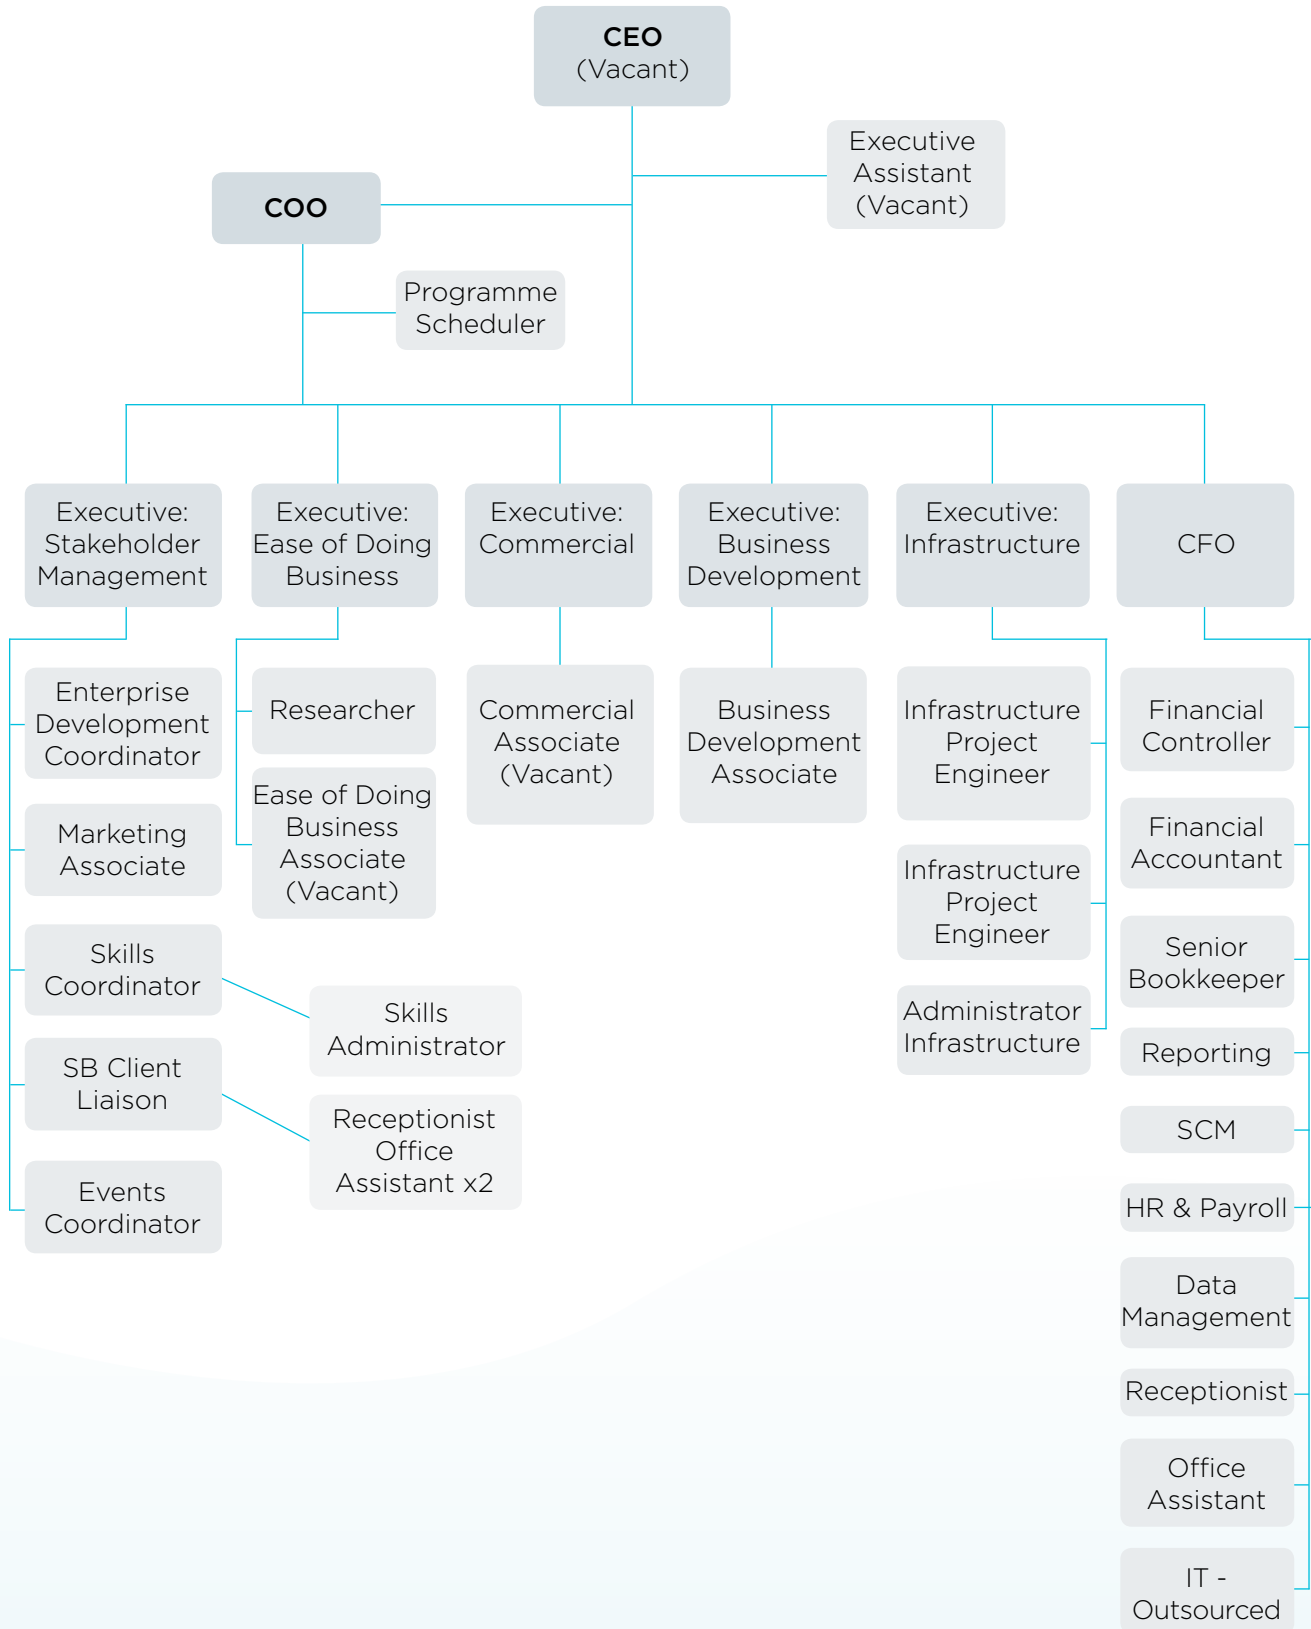 CEO
(Vacant)
Executive
Assistant
(Vacant)
COO
Programme
Scheduler
Executive:
Stakeholder
Management
Executive:
Ease of Doing
Business
Executive:
Commercial
Executive:
Business
Development
Executive:
Infrastructure
CFO
Enterprise
Development
Coordinator
Marketing
Associate
Skills
Coordinator
Skills
Administrator
SB Client
Liaison
Receptionist
Office
Assistant x2
Events
Coordinator
Researcher
Ease of Doing
Business
Associate
(Vacant)
Commercial
Associate
(Vacant)
Business
Development
Associate
Infrastructure
Project
Engineer
Infrastructure
Project
Engineer
Administrator
Infrastructure
Financial
Controller
Financial
Accountant
Senior
Bookkeeper
Reporting
SCM
HR & Payroll
Data
Management
Receptionist
Office
Assistant
IT -
Outsourced